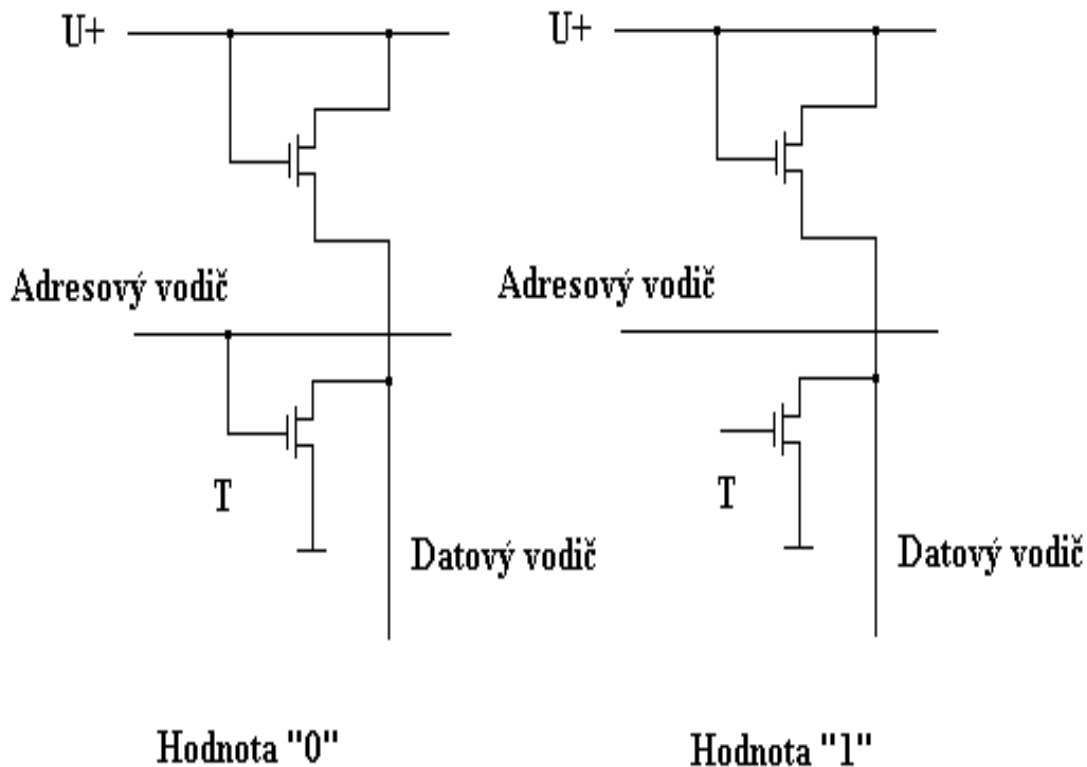 U+
U+
Adresový vodič
Adresový vodič
T
T
Datový vodič
Datový vodič
Hodnota "0"
Hodnota "1"